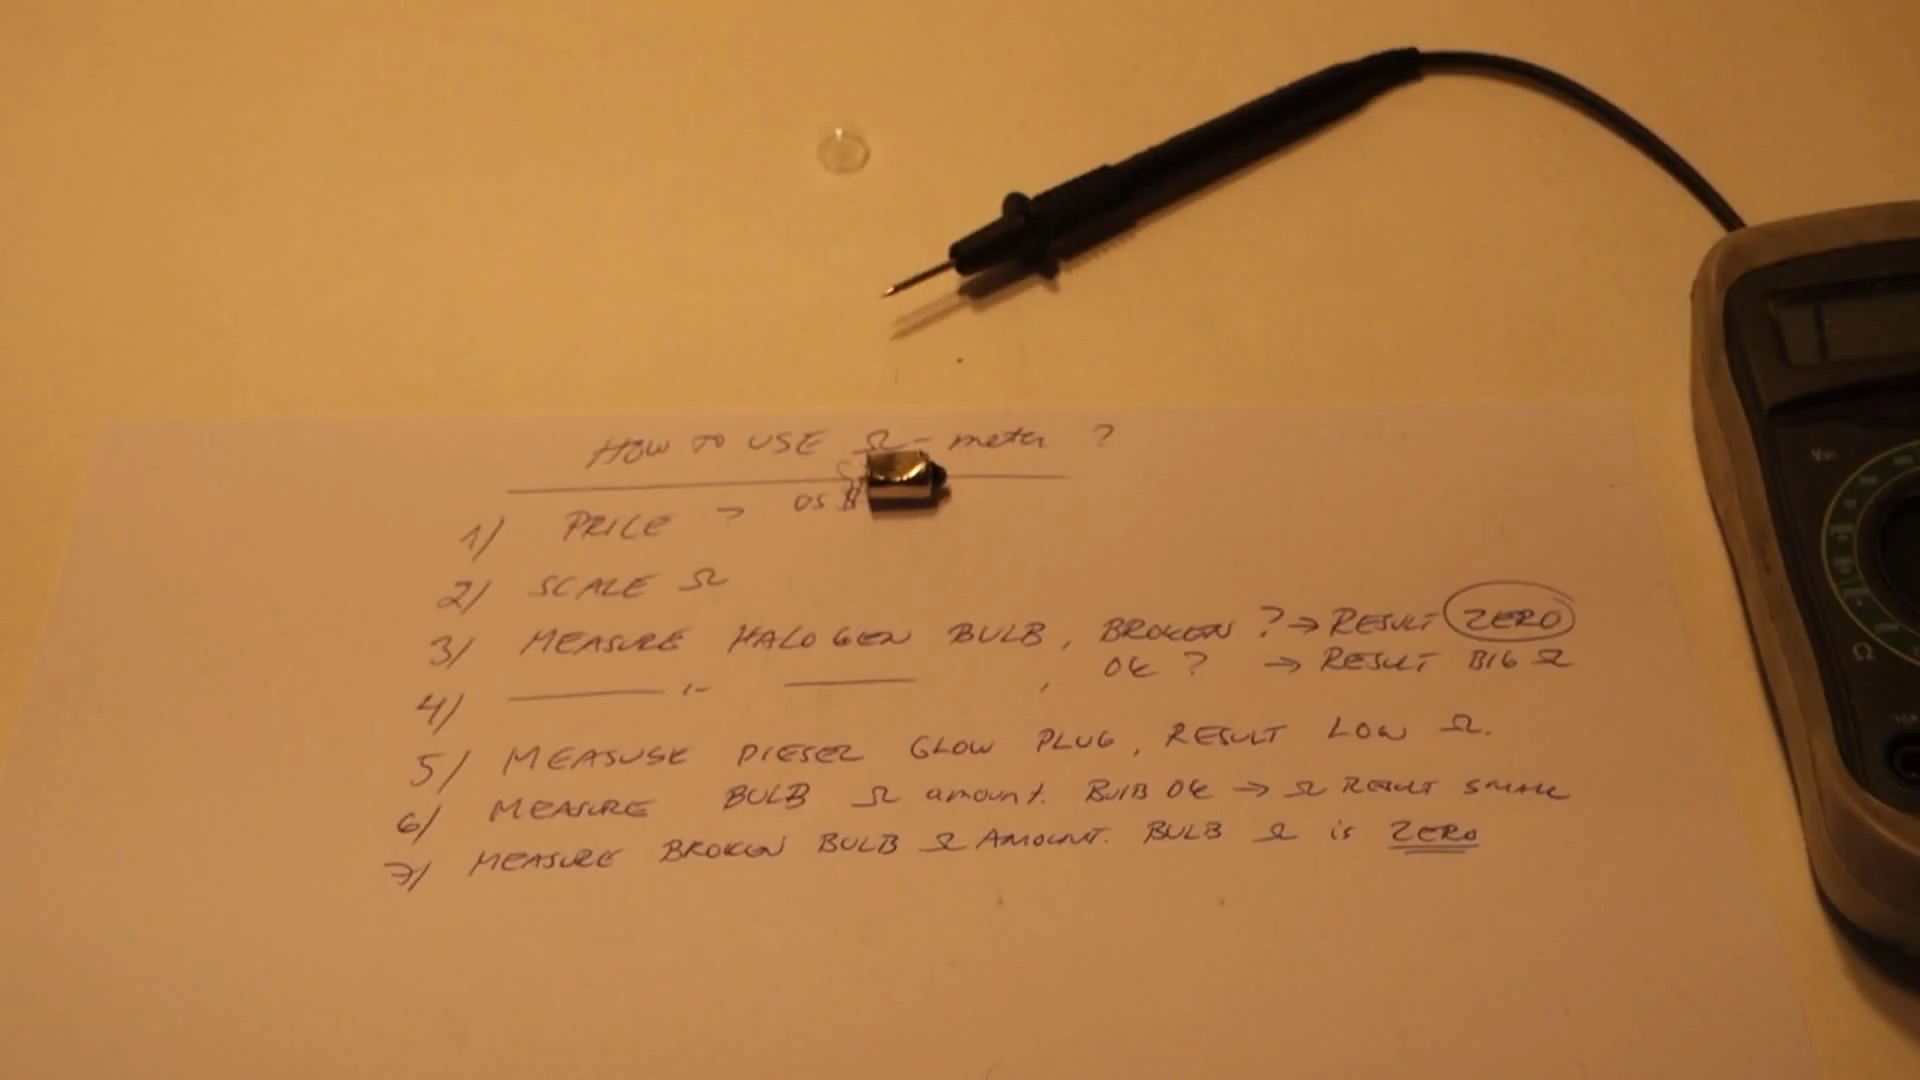 HOW TO USE Ω-meter ?
1) PRICE ?
2) SCALE Ω
3) MEASURE HALOGEN BULB, BROKEN ? → RESULT ZERO
4) ——— " - ——— , OK ? → RESULT BIG Ω
5) MEASUSE DIESEL GLOW PLUG, RESULT LOW Ω.
6) MEASURE BULB Ω amount. BULB OK → Ω RESULT SMALL
7) MEASURE BROKEN BULB Ω AMOUNT. BULB Ω is ZERO
Ω